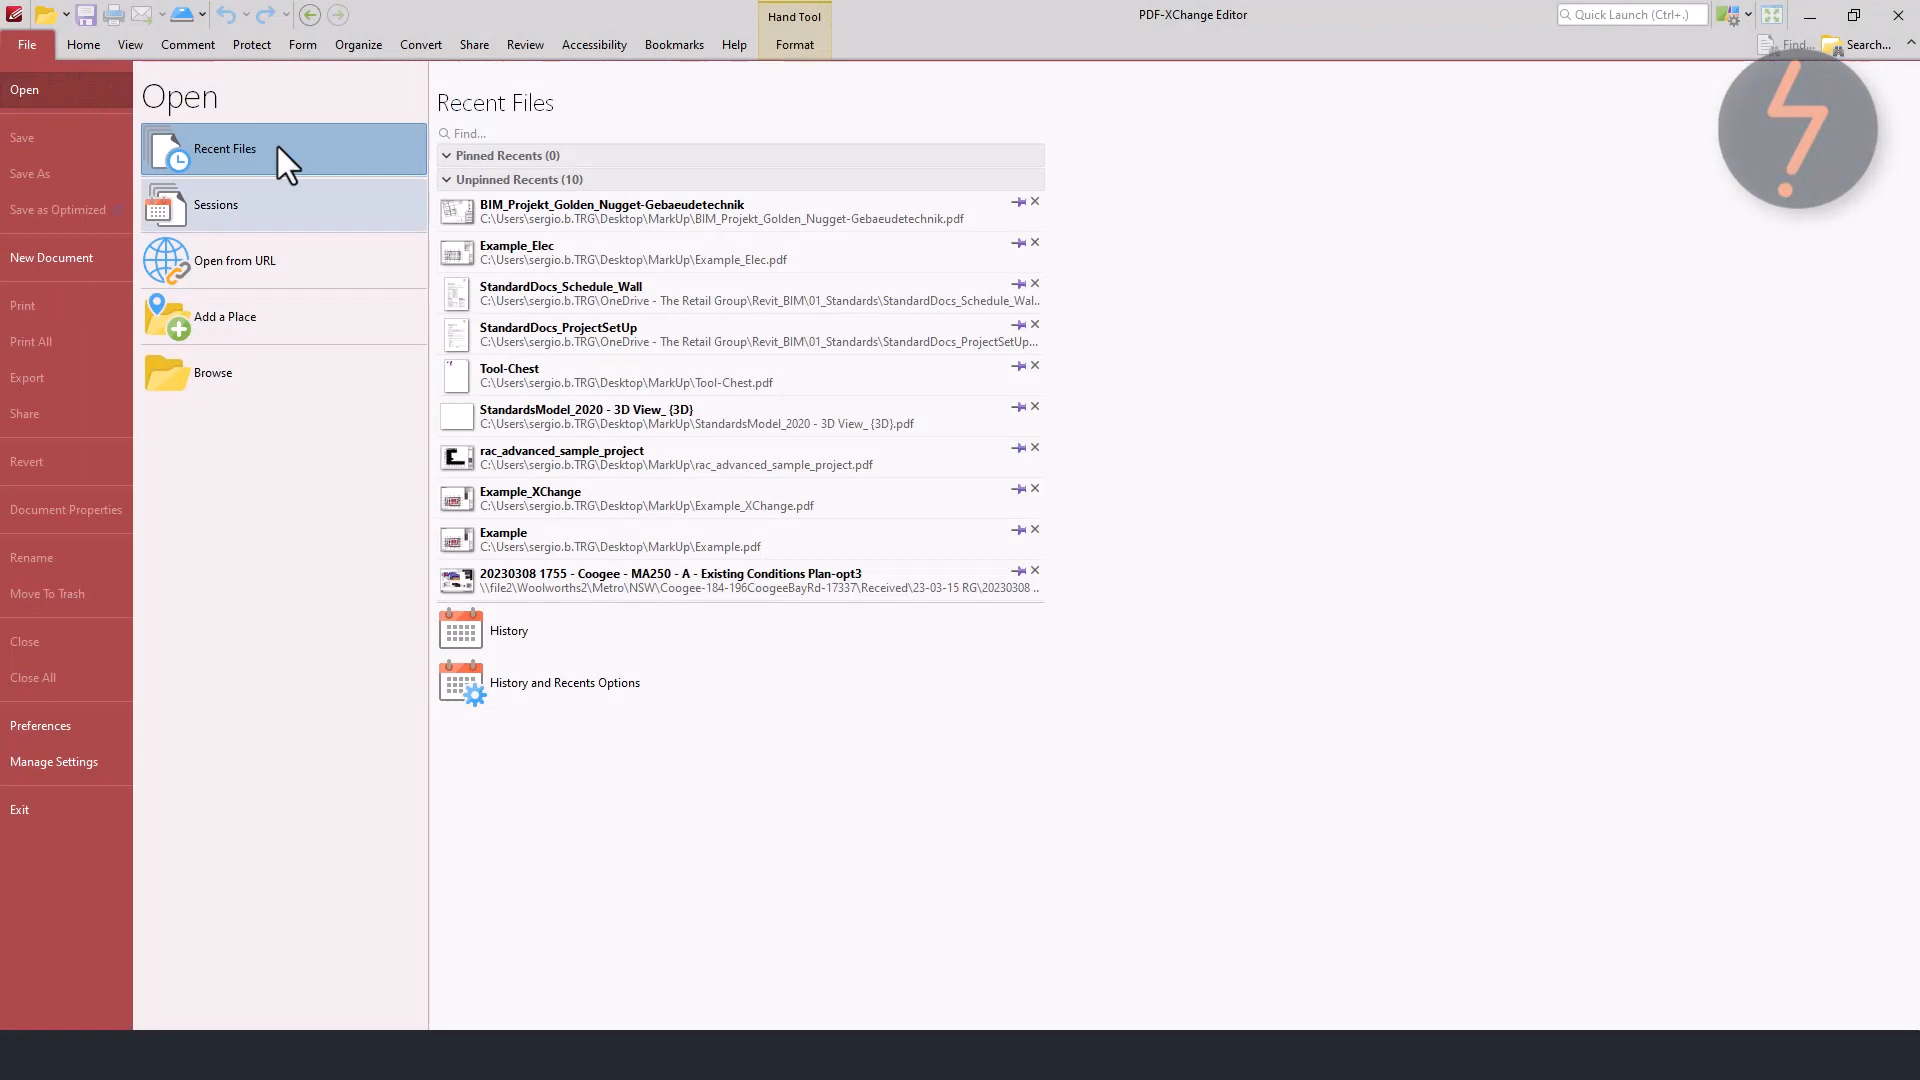 PDF-XChange Editor
Quick Launch (Ctrl+.)
Hand Tool
File
Home
View
Comment
Protect
Form
Organize
Convert
Share
Review
Accessibility
Bookmarks
Help
Format
Find...
Search...
Open
Save
Save As
Save as Optimized
New Document
Print
Print All
Export
Share
Revert
Document Properties
Rename
Move To Trash
Close
Close All
Preferences
Manage Settings
Exit
Open
Recent Files
Sessions
Open from URL
Add a Place
Browse
Recent Files
Find...
Pinned Recents (0)
Unpinned Recents (10)
BIM_Projekt_Golden_Nugget-Gebaeudetechnik
C:\Users\sergio.b.TRG\Desktop\MarkUp\BIM_Projekt_Golden_Nugget-Gebaeudetechnik.pdf
Example_Elec
C:\Users\sergio.b.TRG\Desktop\MarkUp\Example_Elec.pdf
StandardDocs_Schedule_Wall
C:\Users\sergio.b.TRG\OneDrive - The Retail Group\Revit_BIM\01_Standards\StandardDocs_Schedule_Wal..
StandardDocs_ProjectSetUp
C:\Users\sergio.b.TRG\OneDrive - The Retail Group\Revit_BIM\01_Standards\StandardDocs_ProjectSetUp...
Tool-Chest
C:\Users\sergio.b.TRG\Desktop\MarkUp\Tool-Chest.pdf
StandardsModel_2020 - 3D View_ {3D}
C:\Users\sergio.b.TRG\Desktop\MarkUp\StandardsModel_2020 - 3D View_ {3D}.pdf
rac_advanced_sample_project
C:\Users\sergio.b.TRG\Desktop\MarkUp\rac_advanced_sample_project.pdf
Example_XChange
C:\Users\sergio.b.TRG\Desktop\MarkUp\Example_XChange.pdf
Example
C:\Users\sergio.b.TRG\Desktop\MarkUp\Example.pdf
20230308 1755 - Coogee - MA250 - A - Existing Conditions Plan-opt3
\\file2\Woolworths2\Metro\NSW\Coogee-184-196CoogeeBayRd-17337\Received\23-03-15 RG\20230308 ..
History
History and Recents Options